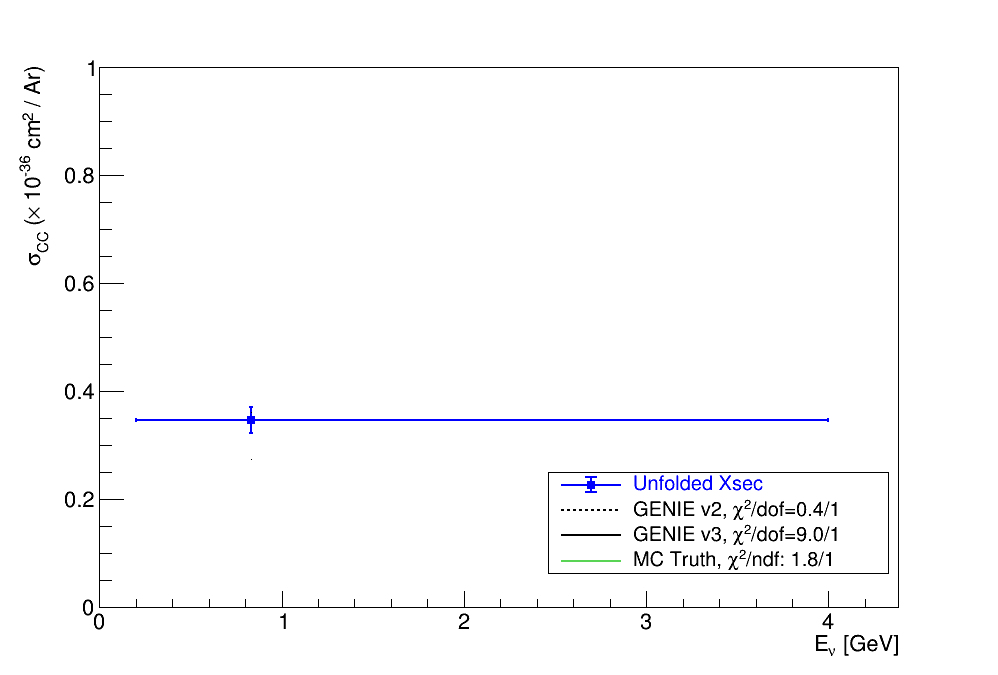 σCC (× 10-36 cm2 / Ar)
1
0.8
0.6
0.4
0.2
0
0 1 2 3 4
Eν [GeV]
Unfolded Xsec
GENIE v2, χ2/dof=0.4/1
GENIE v3, χ2/dof=9.0/1
MC Truth, χ2/ndf: 1.8/1